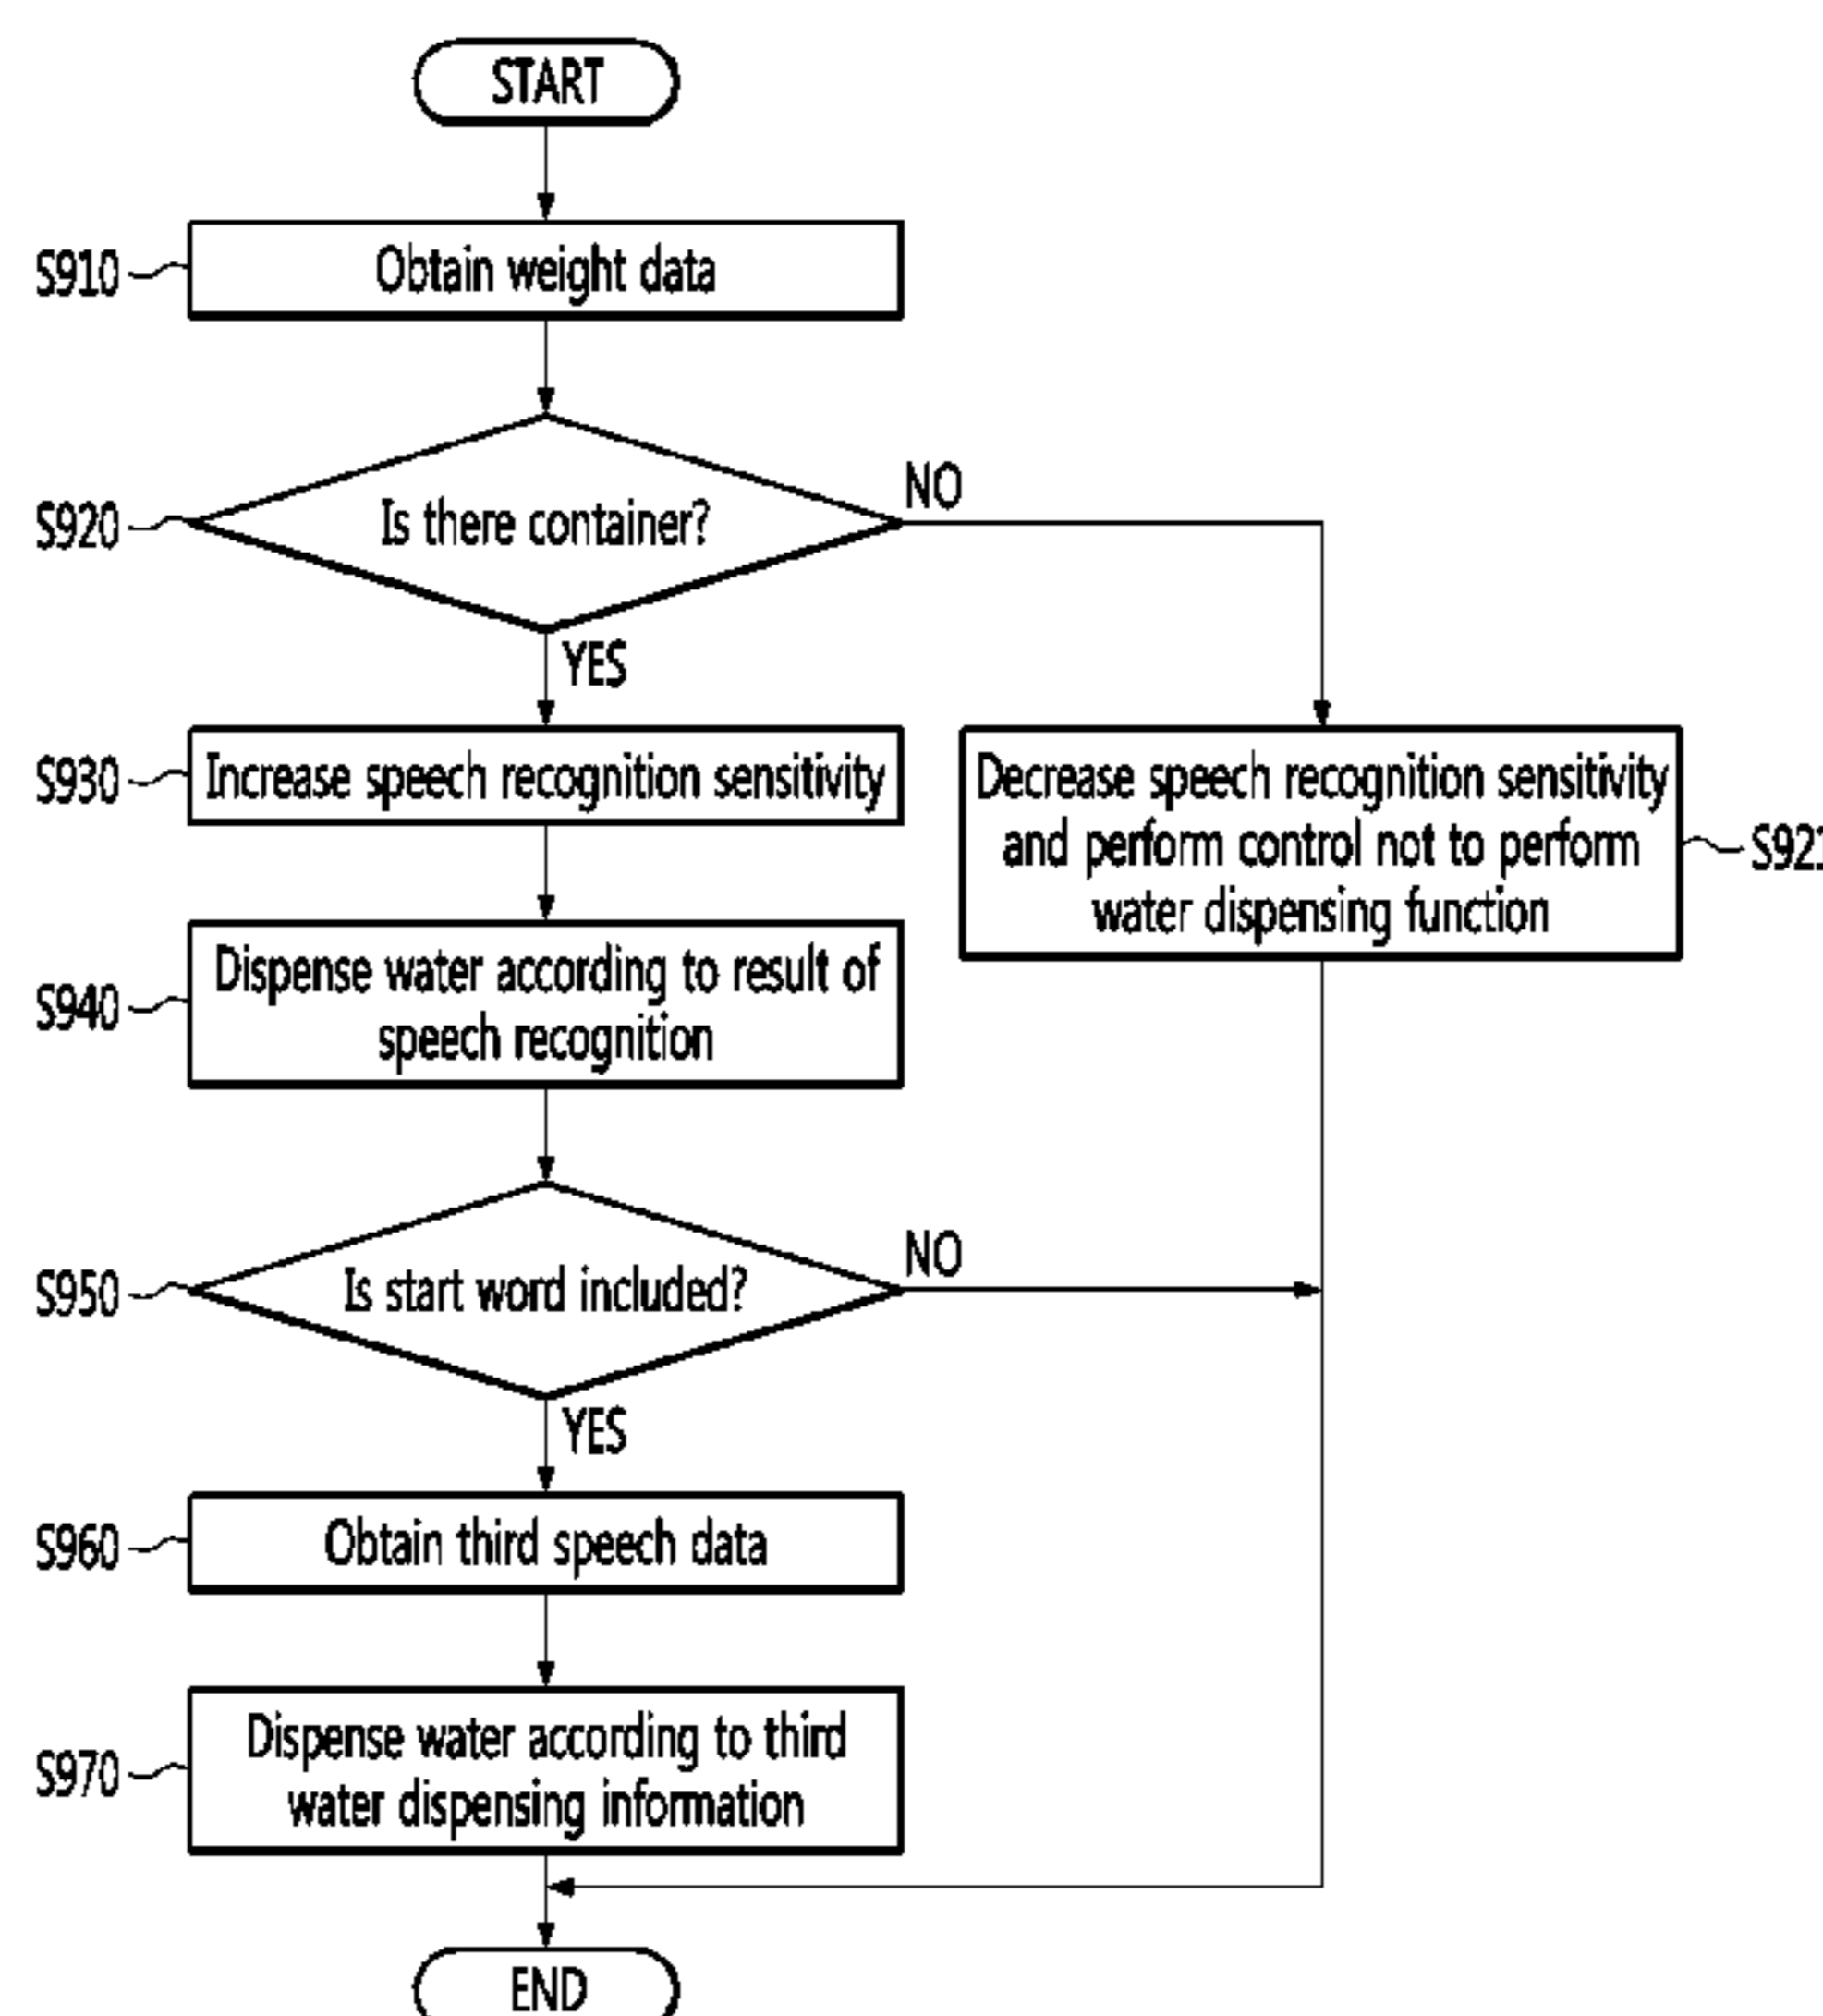 START
S910
Obtain weight data
S920
Is there container?
NO
YES
S930
Increase speech recognition sensitivity
Decrease speech recognition sensitivity
and perform control not to perform
water dispensing function
S940
Dispense water according to result of
speech recognition
S950
Is start word included?
NO
YES
S960
Obtain third speech data
S970
Dispense water according to third
water dispensing information
END